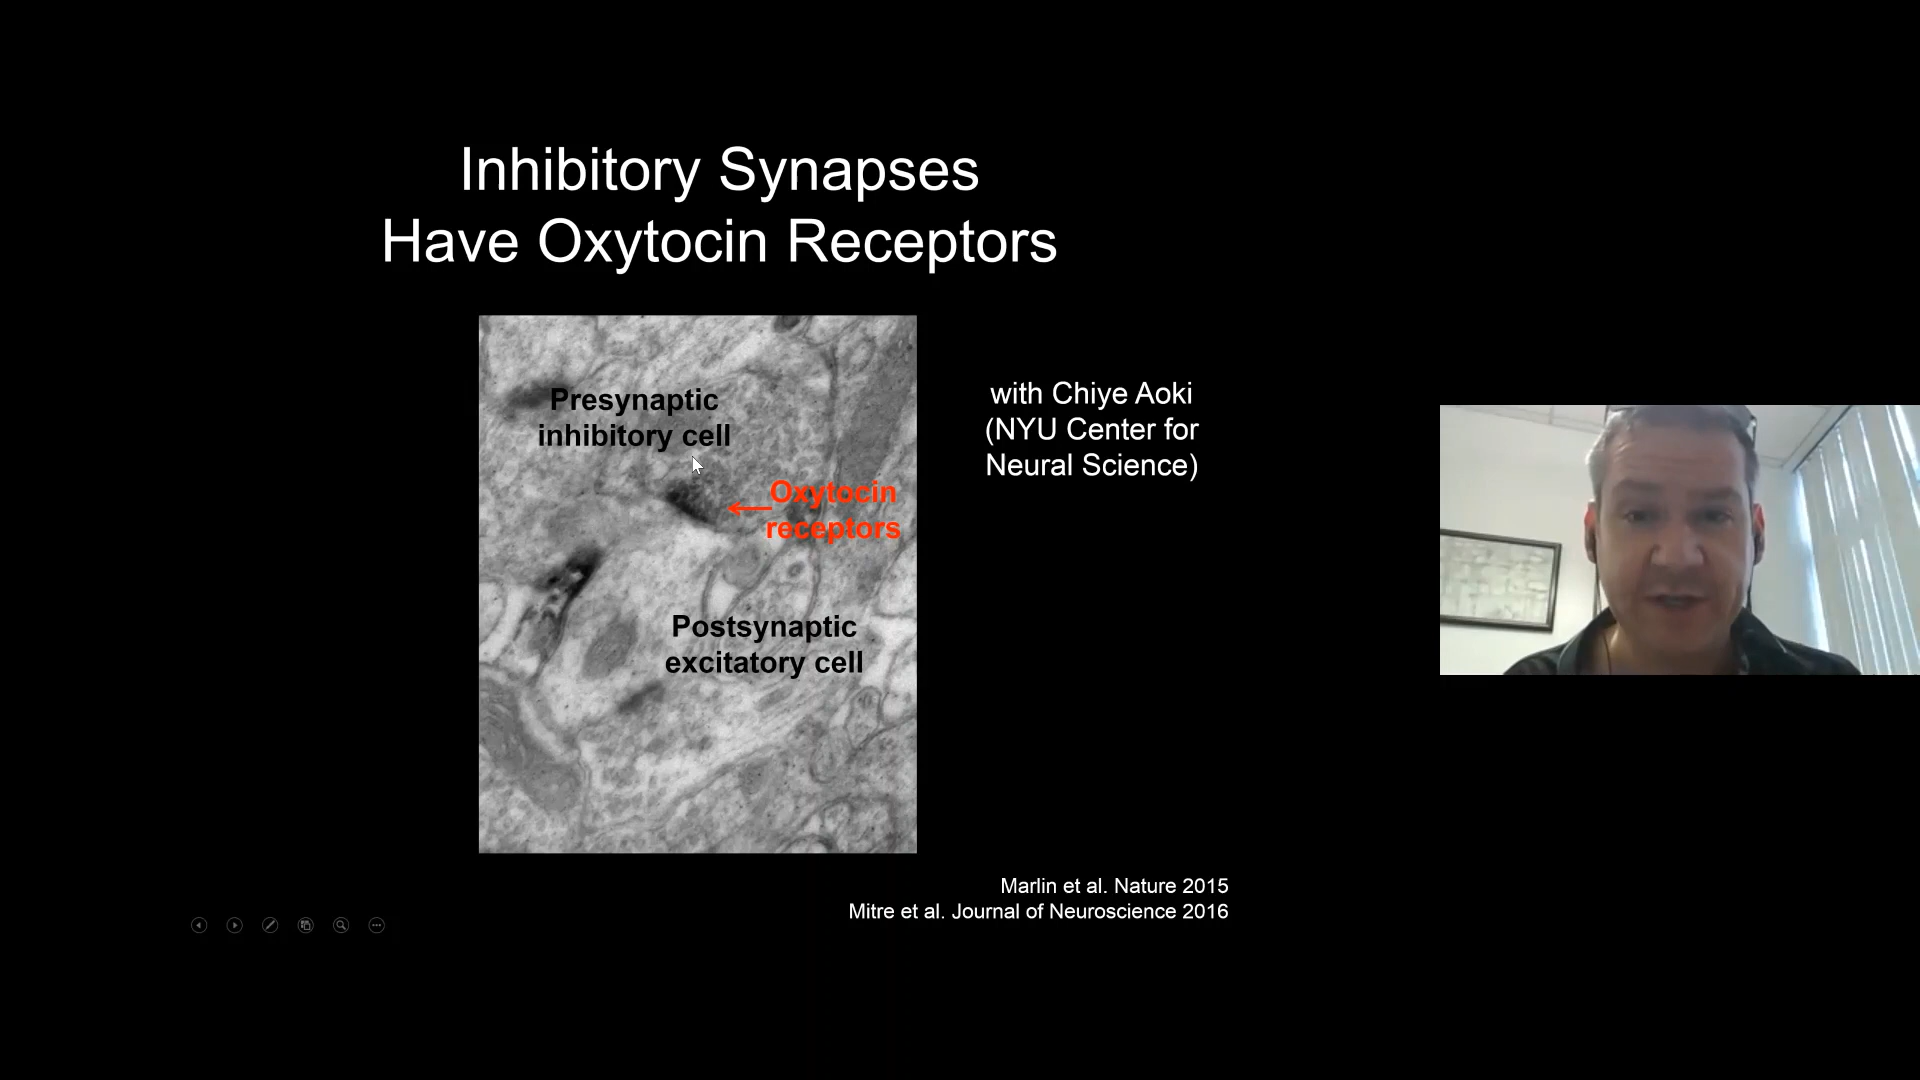 Inhibitory Synapses
Have Oxytocin Receptors
Presynaptic
inhibitory cell
Oxytocin
receptors
Postsynaptic
excitatory cell
with Chiye Aoki
(NYU Center for
Neural Science)
Marlin et al. Nature 2015
Mitre et al. Journal of Neuroscience 2016